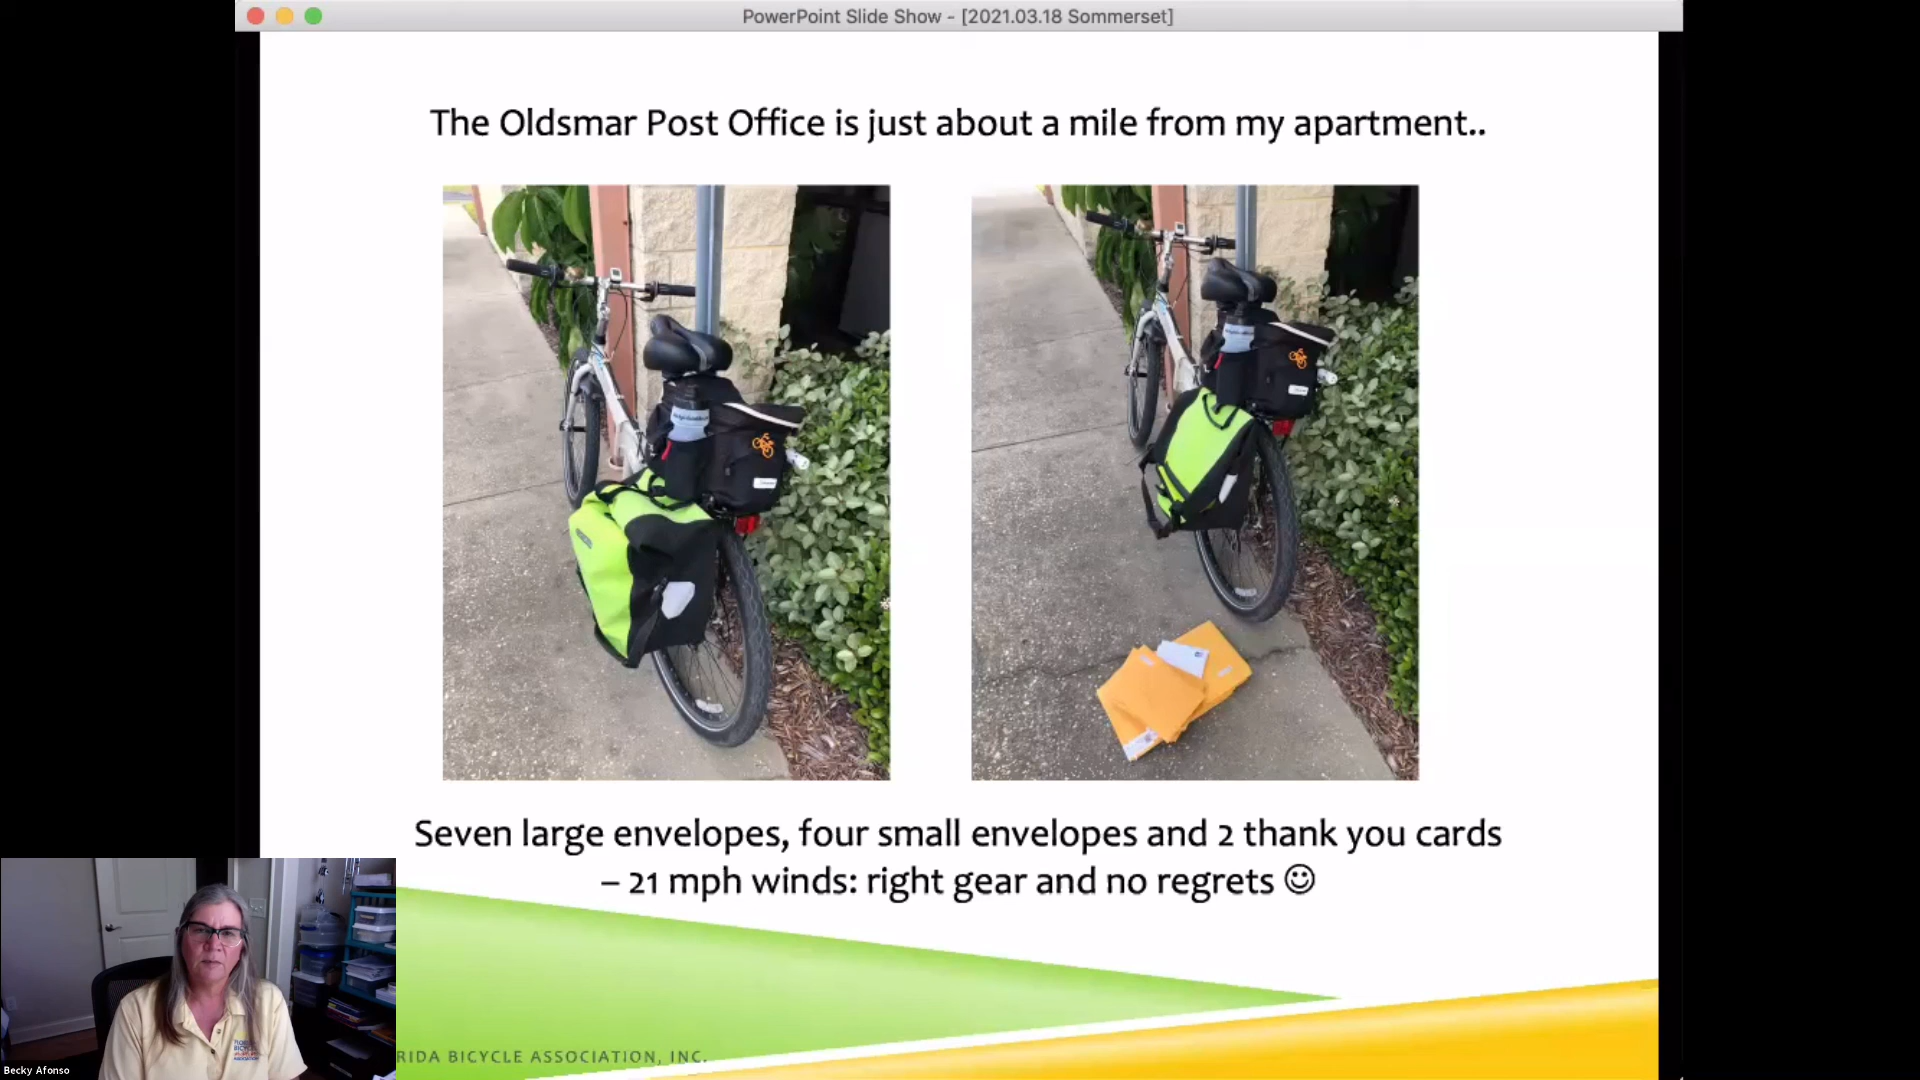 PowerPoint Slide Show - [2021.03.18 Sommerset]
The Oldsmar Post Office is just about a mile from my apartment..
Seven large envelopes, four small envelopes and 2 thank you cards
– 21 mph winds: right gear and no regrets ☺
RIDA BICYCLE ASSOCIATION, INC.
Becky Afonso